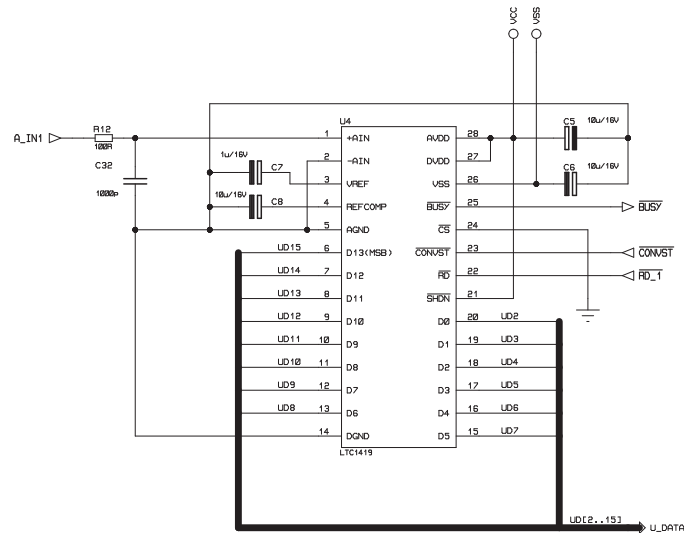 VCC
VSS
U4
C5
10u/16V
A_IN1
R12
100R
1
+AIN
AVDD
28
1u/16V
C7
2
-AIN
DVDD
27
C32
1000p
3
VREF
VSS
26
C6
10u/16V
10u/16V
C8
4
REFCOMP
BUSY
25
BUSY
5
AGND
CS
24
UD15
6
D13(MSB)
CONVST
23
CONVST
UD14
7
D12
RD
22
RD_1
UD13
8
D11
SHDN
21
UD12
9
D10
D0
20
UD2
UD11
10
D9
D1
19
UD3
UD10
11
D8
D2
18
UD4
UD9
12
D7
D3
17
UD5
UD8
13
D6
D4
16
UD6
14
DGND
D5
15
UD7
LTC1419
UD[2..15]
U_DATA